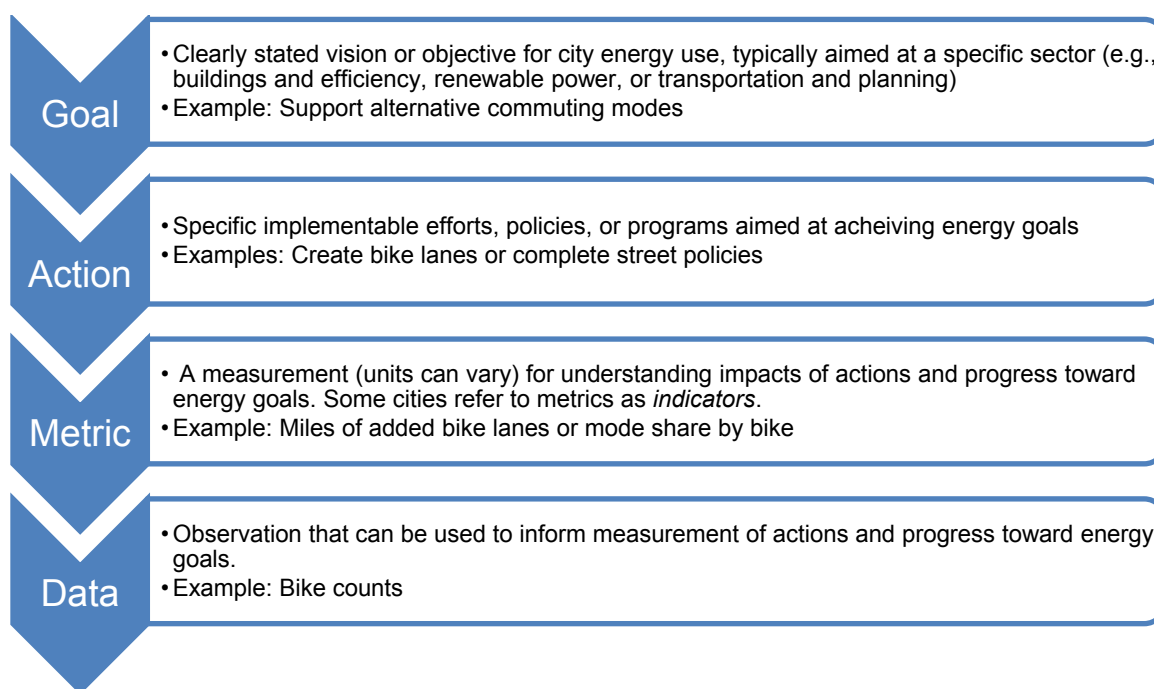 Goal
• Clearly stated vision or objective for city energy use, typically aimed at a specific sector (e.g.,
buildings and efficiency, renewable power, or transportation and planning)
• Example: Support alternative commuting modes
Action
• Specific implementable efforts, policies, or programs aimed at acheiving energy goals
• Examples: Create bike lanes or complete street policies
Metric
• A measurement (units can vary) for understanding impacts of actions and progress toward
energy goals. Some cities refer to metrics as indicators.
• Example: Miles of added bike lanes or mode share by bike
Data
• Observation that can be used to inform measurement of actions and progress toward energy
goals.
• Example: Bike counts